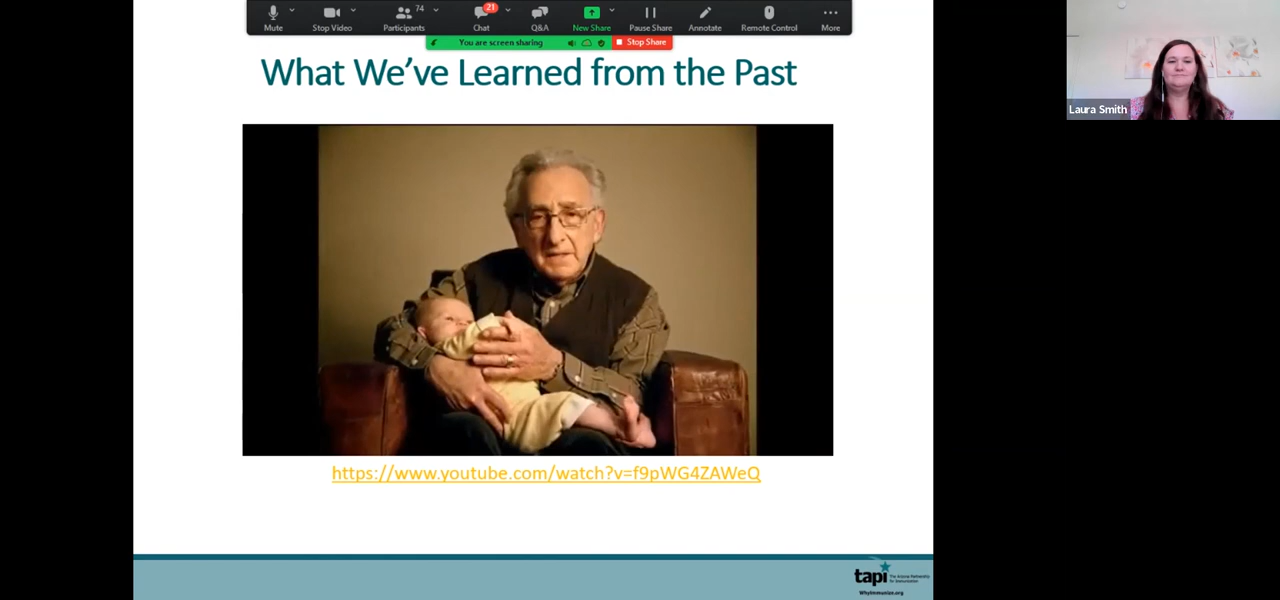 74
21
Mute
Stop Video
Participants
Chat
Q&A
New Share
Pause Share
Annotate
Remote Control
More
You are screen sharing
Stop Share
What We've Learned from the Past
Laura Smith
https://www.youtube.com/watch?v=f9pWG4ZAWeQ
tapi
The Arizona Partnership
for Immunization
WhyImmunize.org